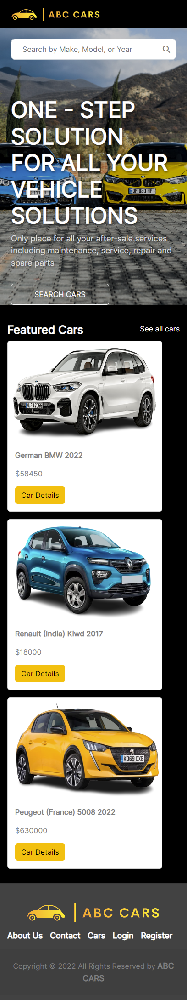 ABC CARS
Search by Make, Model, or Year
ONE - STEP
SOLUTION
FOR ALL YOUR
VEHICLE
SOLUTIONS
Only place for all your after-sale services
including maintenance, service, repair and
spare parts
SEARCH CARS
Featured Cars
See all cars
M.FU7055
German BMW 2022
$58450
Car Details
Renault (India) Kiwd 2017
$18000
Car Details
KO69 CXB
Peugeot (France) 5008 2022
$630000
Car Details
ABC CARS
About Us Contact Cars Login Register
Copyright © 2022 All Rights Reserved by ABC
CARS